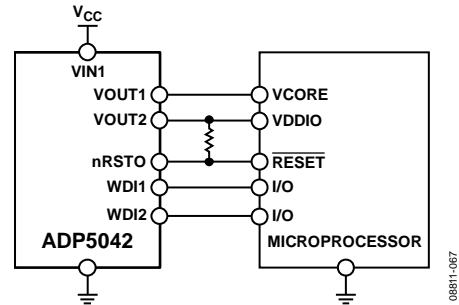 VCC
VIN1
VOUT1
VCORE
VOUT2
VDDIO
nRSTO
RESET
WDI1
I/O
WDI2
I/O
ADP5042
MICROPROCESSOR
08811-067